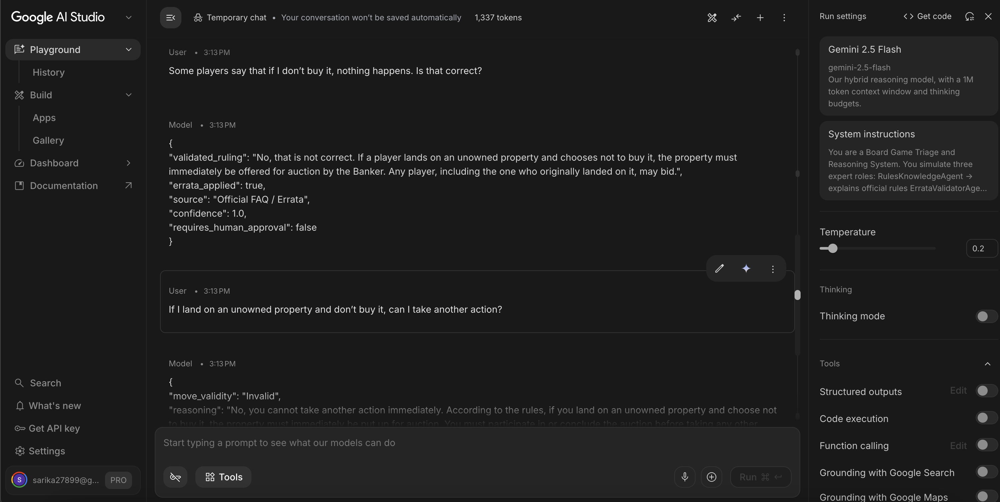 Google AI Studio
Playground
History
Build
Apps
Gallery
Dashboard
Documentation
Search
What's new
Get API key
Settings
S
sarika27899@g...
PRO
Temporary chat • Your conversation won’t be saved automatically
1,337 tokens
User • 3:13 PM
Some players say that if I don’t buy it, nothing happens. Is that correct?
Model • 3:13 PM
{
"validated_ruling": "No, that is not correct. If a player lands on an unowned property and chooses not to buy it, the property must
immediately be offered for auction by the Banker. Any player, including the one who originally landed on it, may bid.",
"errata_applied": true,
"source": "Official FAQ / Errata",
"confidence": 1.0,
"requires_human_approval": false
}
User • 3:13 PM
If I land on an unowned property and don’t buy it, can I take another action?
Model • 3:13 PM
{
"move_validity": "Invalid",
"reasoning": "No, you cannot take another action immediately. According to the rules, if you land on an unowned property and choose not
to buy it, the property must immediately be put up for auction. You must participate in or conclude the auction before taking any other
Start typing a prompt to see what our models can do
Tools
Run ⌘ ↵
Run settings
<> Get code
Gemini 2.5 Flash
gemini-2.5-flash
Our hybrid reasoning model, with a 1M
token context window and thinking
budgets.
System instructions
You are a Board Game Triage and
Reasoning System. You simulate three
expert roles: RulesKnowledgeAgent →
explains official rules ErrataValidatorAge...
Temperature
0.2
Thinking
Thinking mode
Tools
Structured outputs
Edit
Code execution
Function calling
Edit
Grounding with Google Search
Grounding with Google Maps